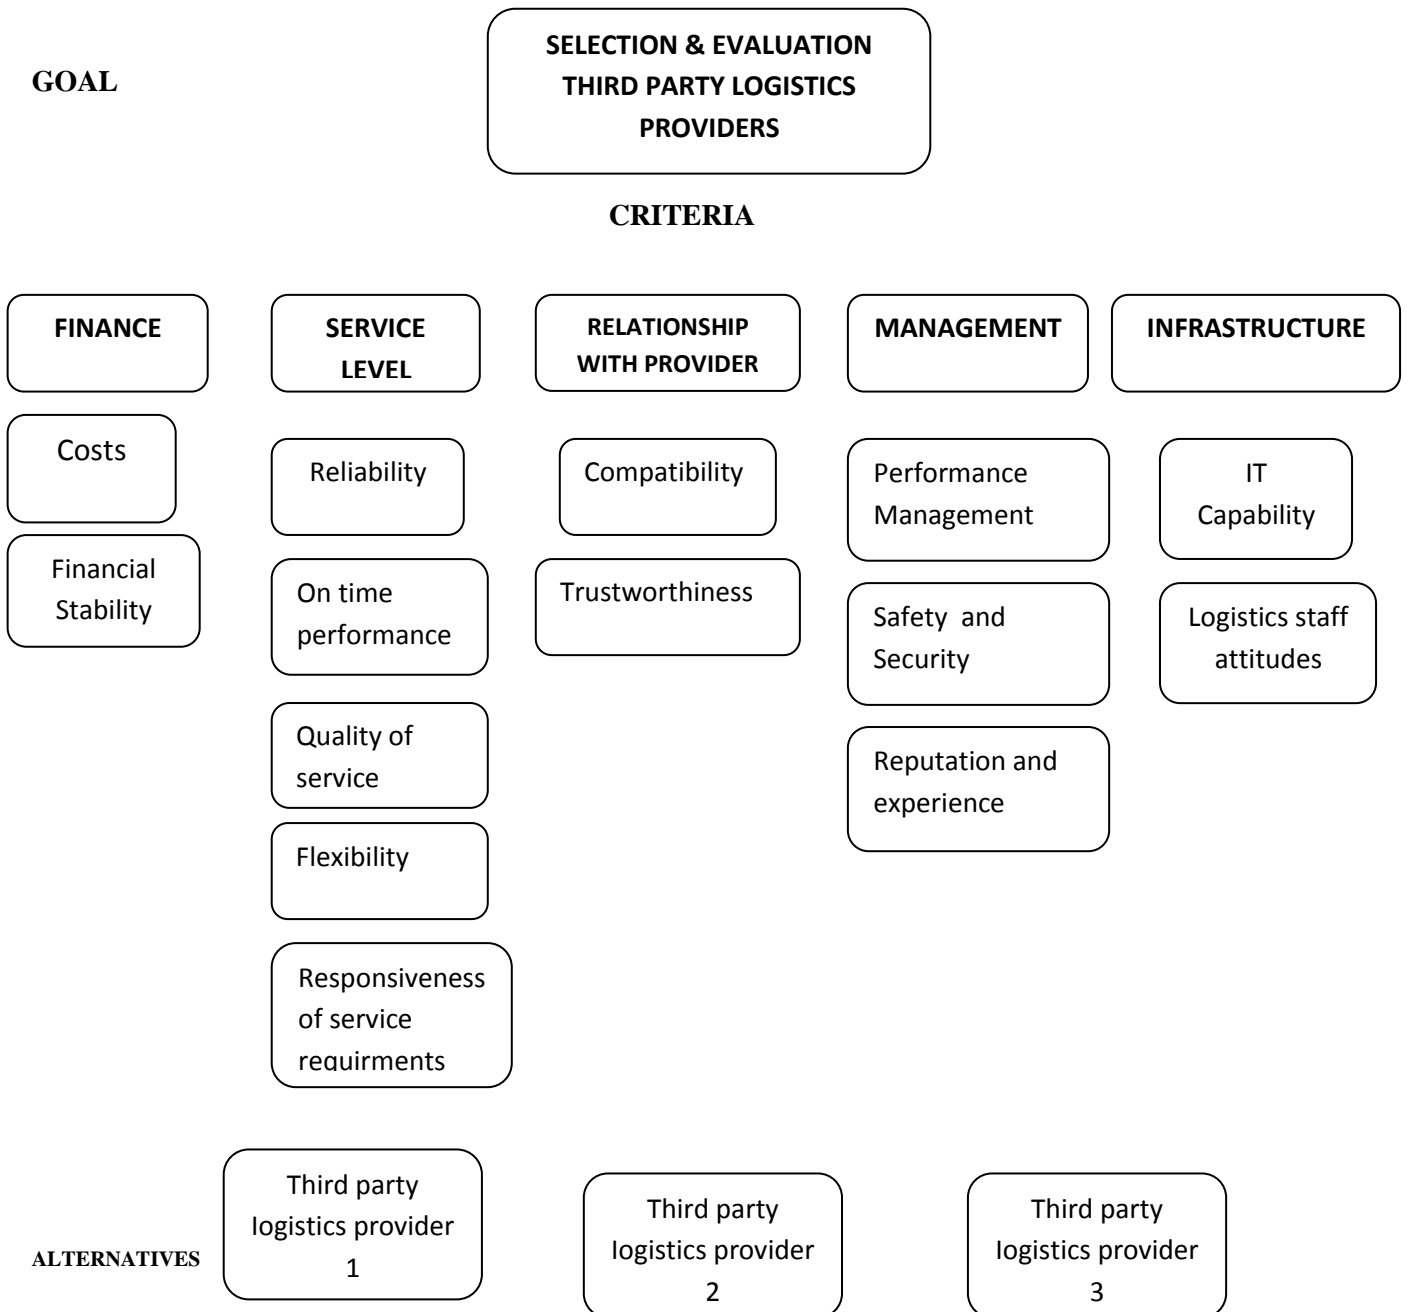 GOAL
SELECTION & EVALUATION
THIRD PARTY LOGISTICS
PROVIDERS
CRITERIA
FINANCE
SERVICE
LEVEL
RELATIONSHIP
WITH PROVIDER
MANAGEMENT
INFRASTRUCTURE
Costs
Financial
Stability
Reliability
On time
performance
Quality of
service
Flexibility
Responsiveness
of service
requirments
Compatibility
Trustworthiness
Performance
Management
Safety and
Security
Reputation and
experience
IT
Capability
Logistics staff
attitudes
ALTERNATIVES
Third party
logistics provider
1
Third party
logistics provider
2
Third party
logistics provider
3